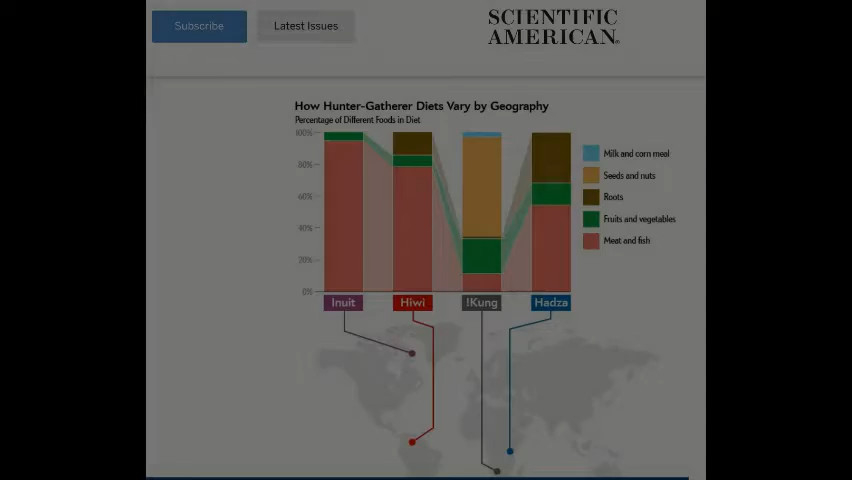 Subscribe
Latest Issues
SCIENTIFIC
AMERICAN®
How Hunter-Gatherer Diets Vary by Geography
Percentage of Different Foods in Diet
100%
80%
60%
40%
20%
0%
Milk and corn meal
Seeds and nuts
Roots
Fruits and vegetables
Meat and fish
Inuit
Hiwi
!Kung
Hadza